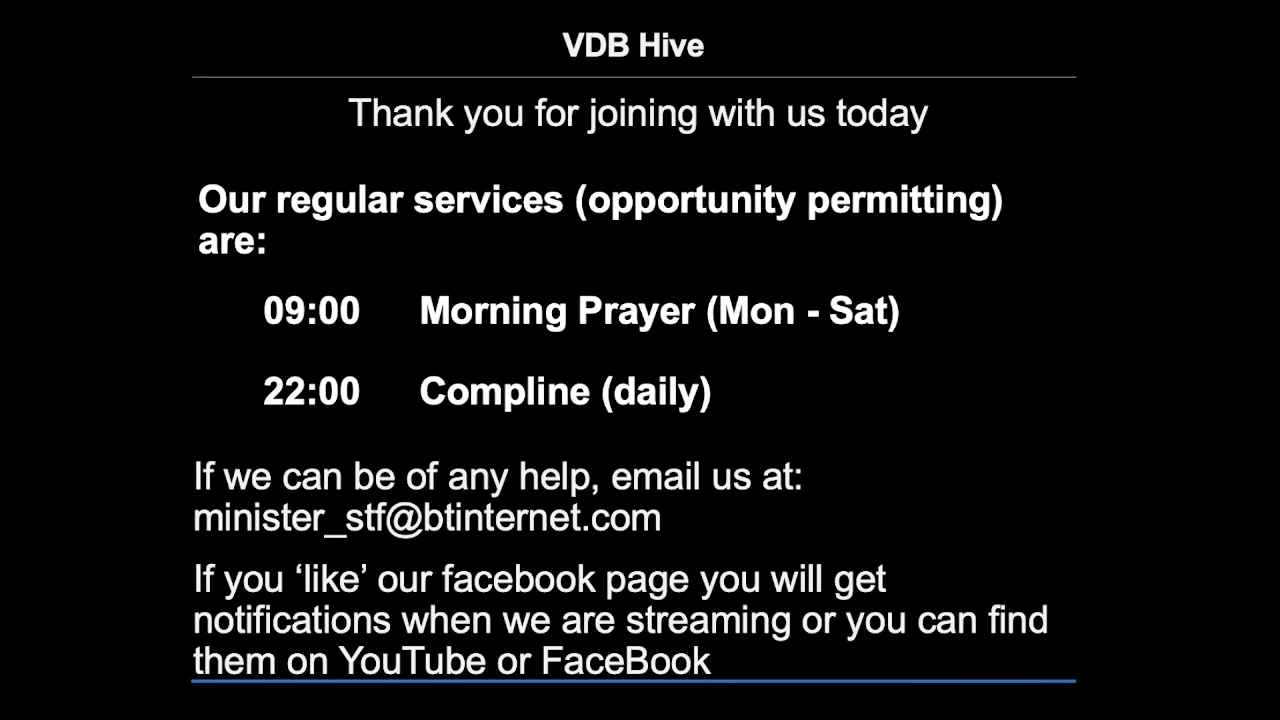 VDB Hive
Thank you for joining with us today
Our regular services (opportunity permitting)
are:
09:00 Morning Prayer (Mon - Sat)
22:00 Compline (daily)
If we can be of any help, email us at:
minister_stf@btinternet.com
If you ‘like’ our facebook page you will get
notifications when we are streaming or you can find
them on YouTube or FaceBook